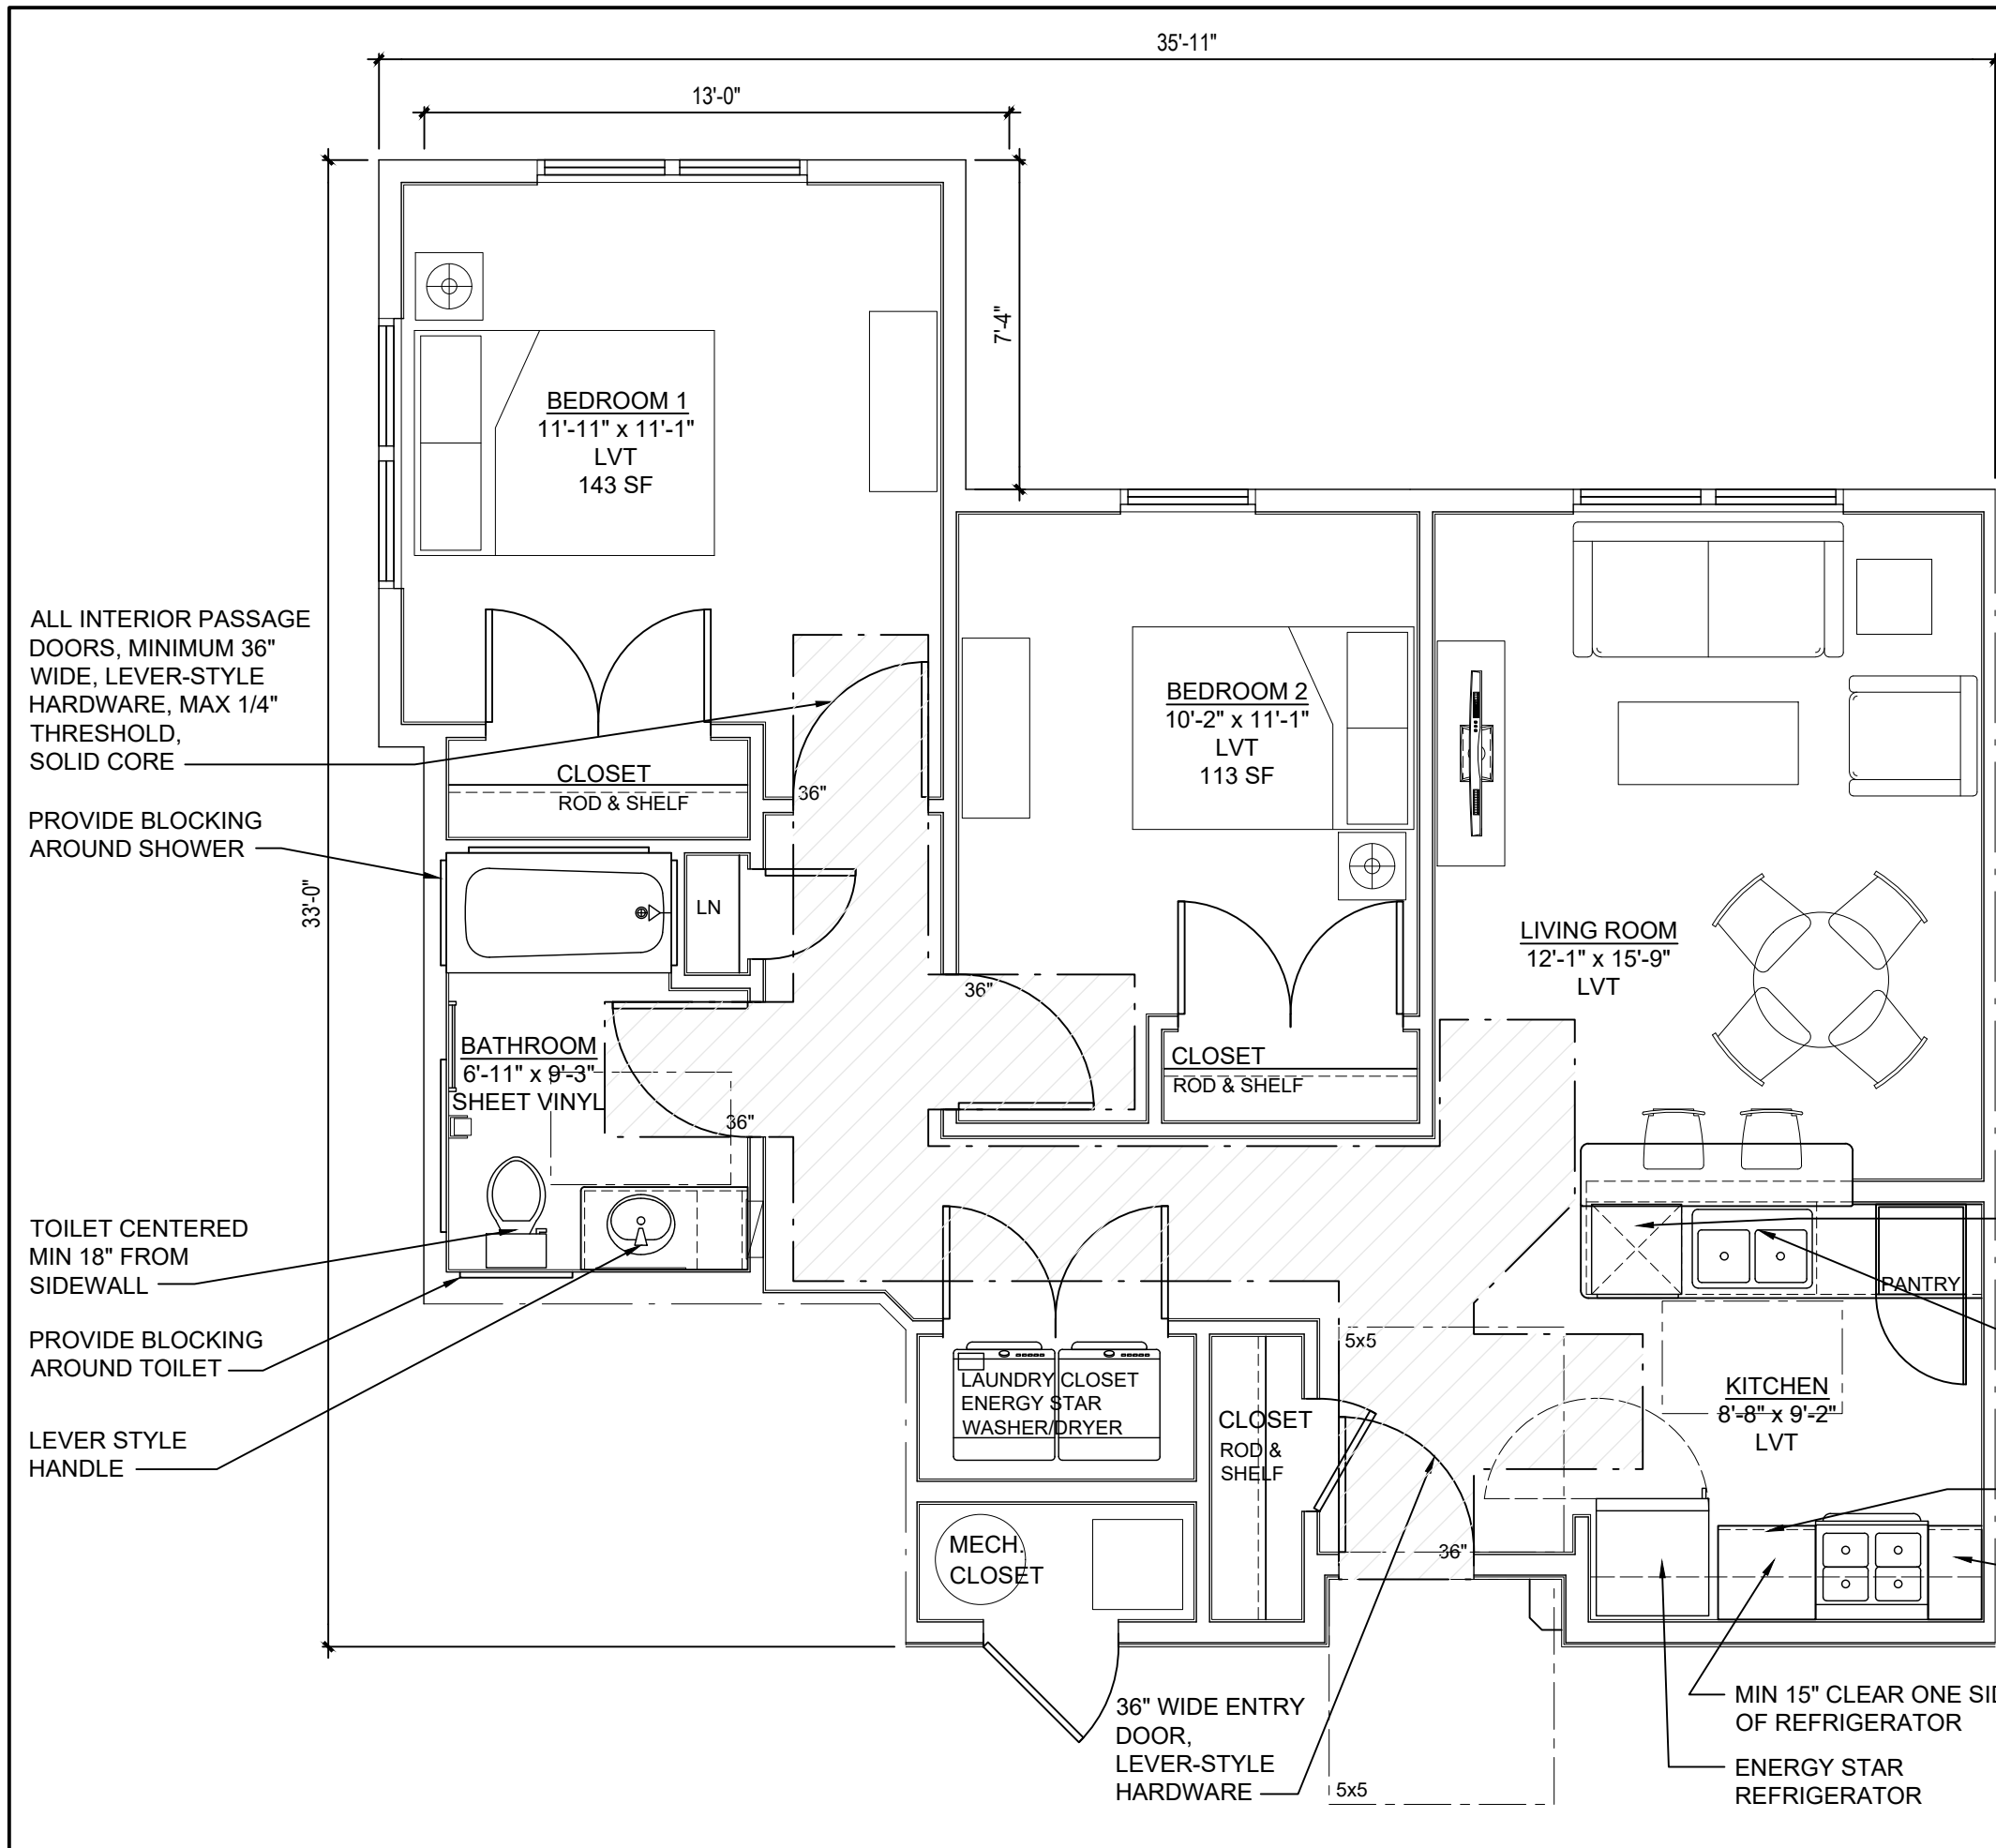 35'-11"
13'-0"
7'-4"
33'-0"
BEDROOM 1
11'-11" x 11'-1"
LVT
143 SF
ALL INTERIOR PASSAGE
DOORS, MINIMUM 36"
WIDE, LEVER-STYLE
HARDWARE, MAX 1/4"
THRESHOLD,
SOLID CORE
PROVIDE BLOCKING
AROUND SHOWER
CLOSET
ROD & SHELF
36"
LN
BEDROOM 2
10'-2" x 11'-1"
LVT
113 SF
36"
CLOSET
ROD & SHELF
LIVING ROOM
12'-1" x 15'-9"
LVT
BATHROOM
6'-11" x 9'-3"
SHEET VINYL
36"
TOILET CENTERED
MIN 18" FROM
SIDEWALL
PROVIDE BLOCKING
AROUND TOILET
LEVER STYLE
HANDLE
PANTRY
5x5
KITCHEN
8'-8" x 9'-2"
LVT
LAUNDRY CLOSET
ENERGY STAR
WASHER/DRYER
CLOSET
ROD &
SHELF
MECH.
CLOSET
36"
36" WIDE ENTRY
DOOR,
LEVER-STYLE
HARDWARE
5x5
MIN 15" CLEAR ONE SI
OF REFRIGERATOR
ENERGY STAR
REFRIGERATOR